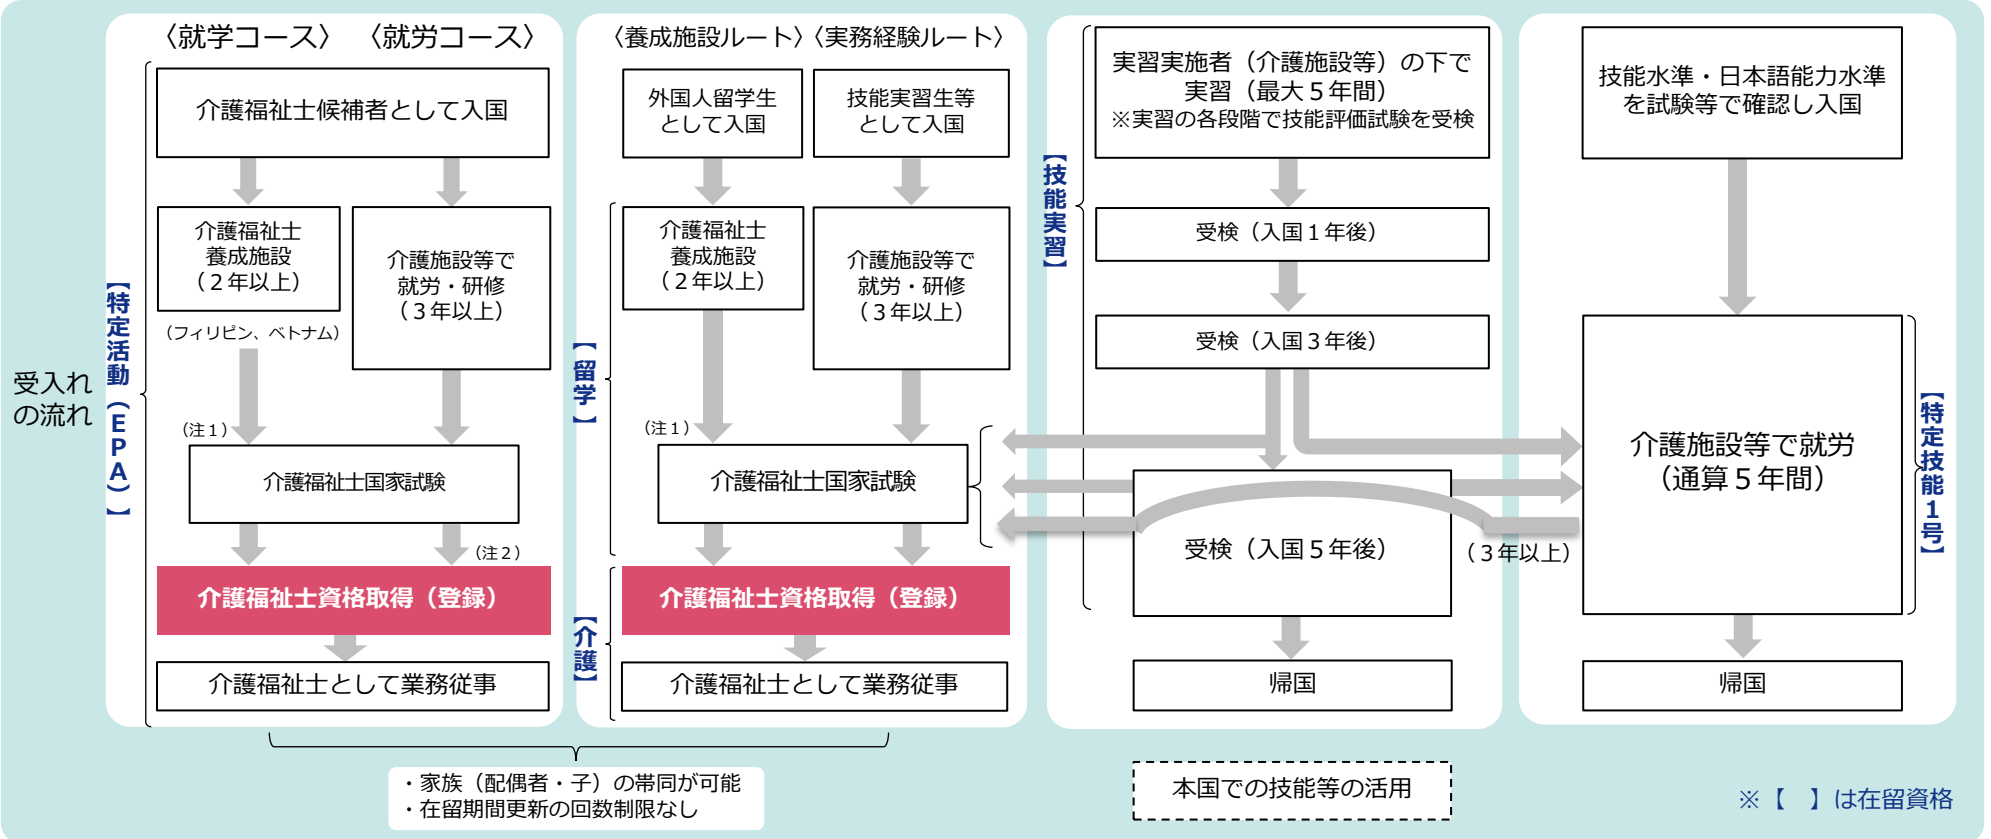 受入れ
の流れ
〈就学コース〉
〈就労コース〉
介護福祉士候補者として入国
介護福祉士
養成施設
（２年以上）
（フィリピン、ベトナム）
介護施設等で
就労・研修
（３年以上）
【特定活動（ＥＰＡ）】
（注１）
介護福祉士国家試験
（注２）
介護福祉士資格取得（登録）
介護福祉士として業務従事
〈養成施設ルート〉
〈実務経験ルート〉
外国人留学生
として入国
技能実習生等
として入国
介護福祉士
養成施設
（２年以上）
介護施設等で
就労・研修
（３年以上）
【留学】
（注１）
介護福祉士国家試験
介護福祉士資格取得（登録）
【介護】
介護福祉士として業務従事
・家族（配偶者・子）の帯同が可能
・在留期間更新の回数制限なし
【技能実習】
実習実施者（介護施設等）の下で
実習（最大５年間）
※実習の各段階で技能評価試験を受検
受検（入国１年後）
受検（入国３年後）
受検（入国５年後）
帰国
本国での技能等の活用
技能水準・日本語能力水準
を試験等で確認し入国
介護施設等で就労
（通算５年間）
（３年以上）
【特定技能１号】
帰国
※【　】は在留資格